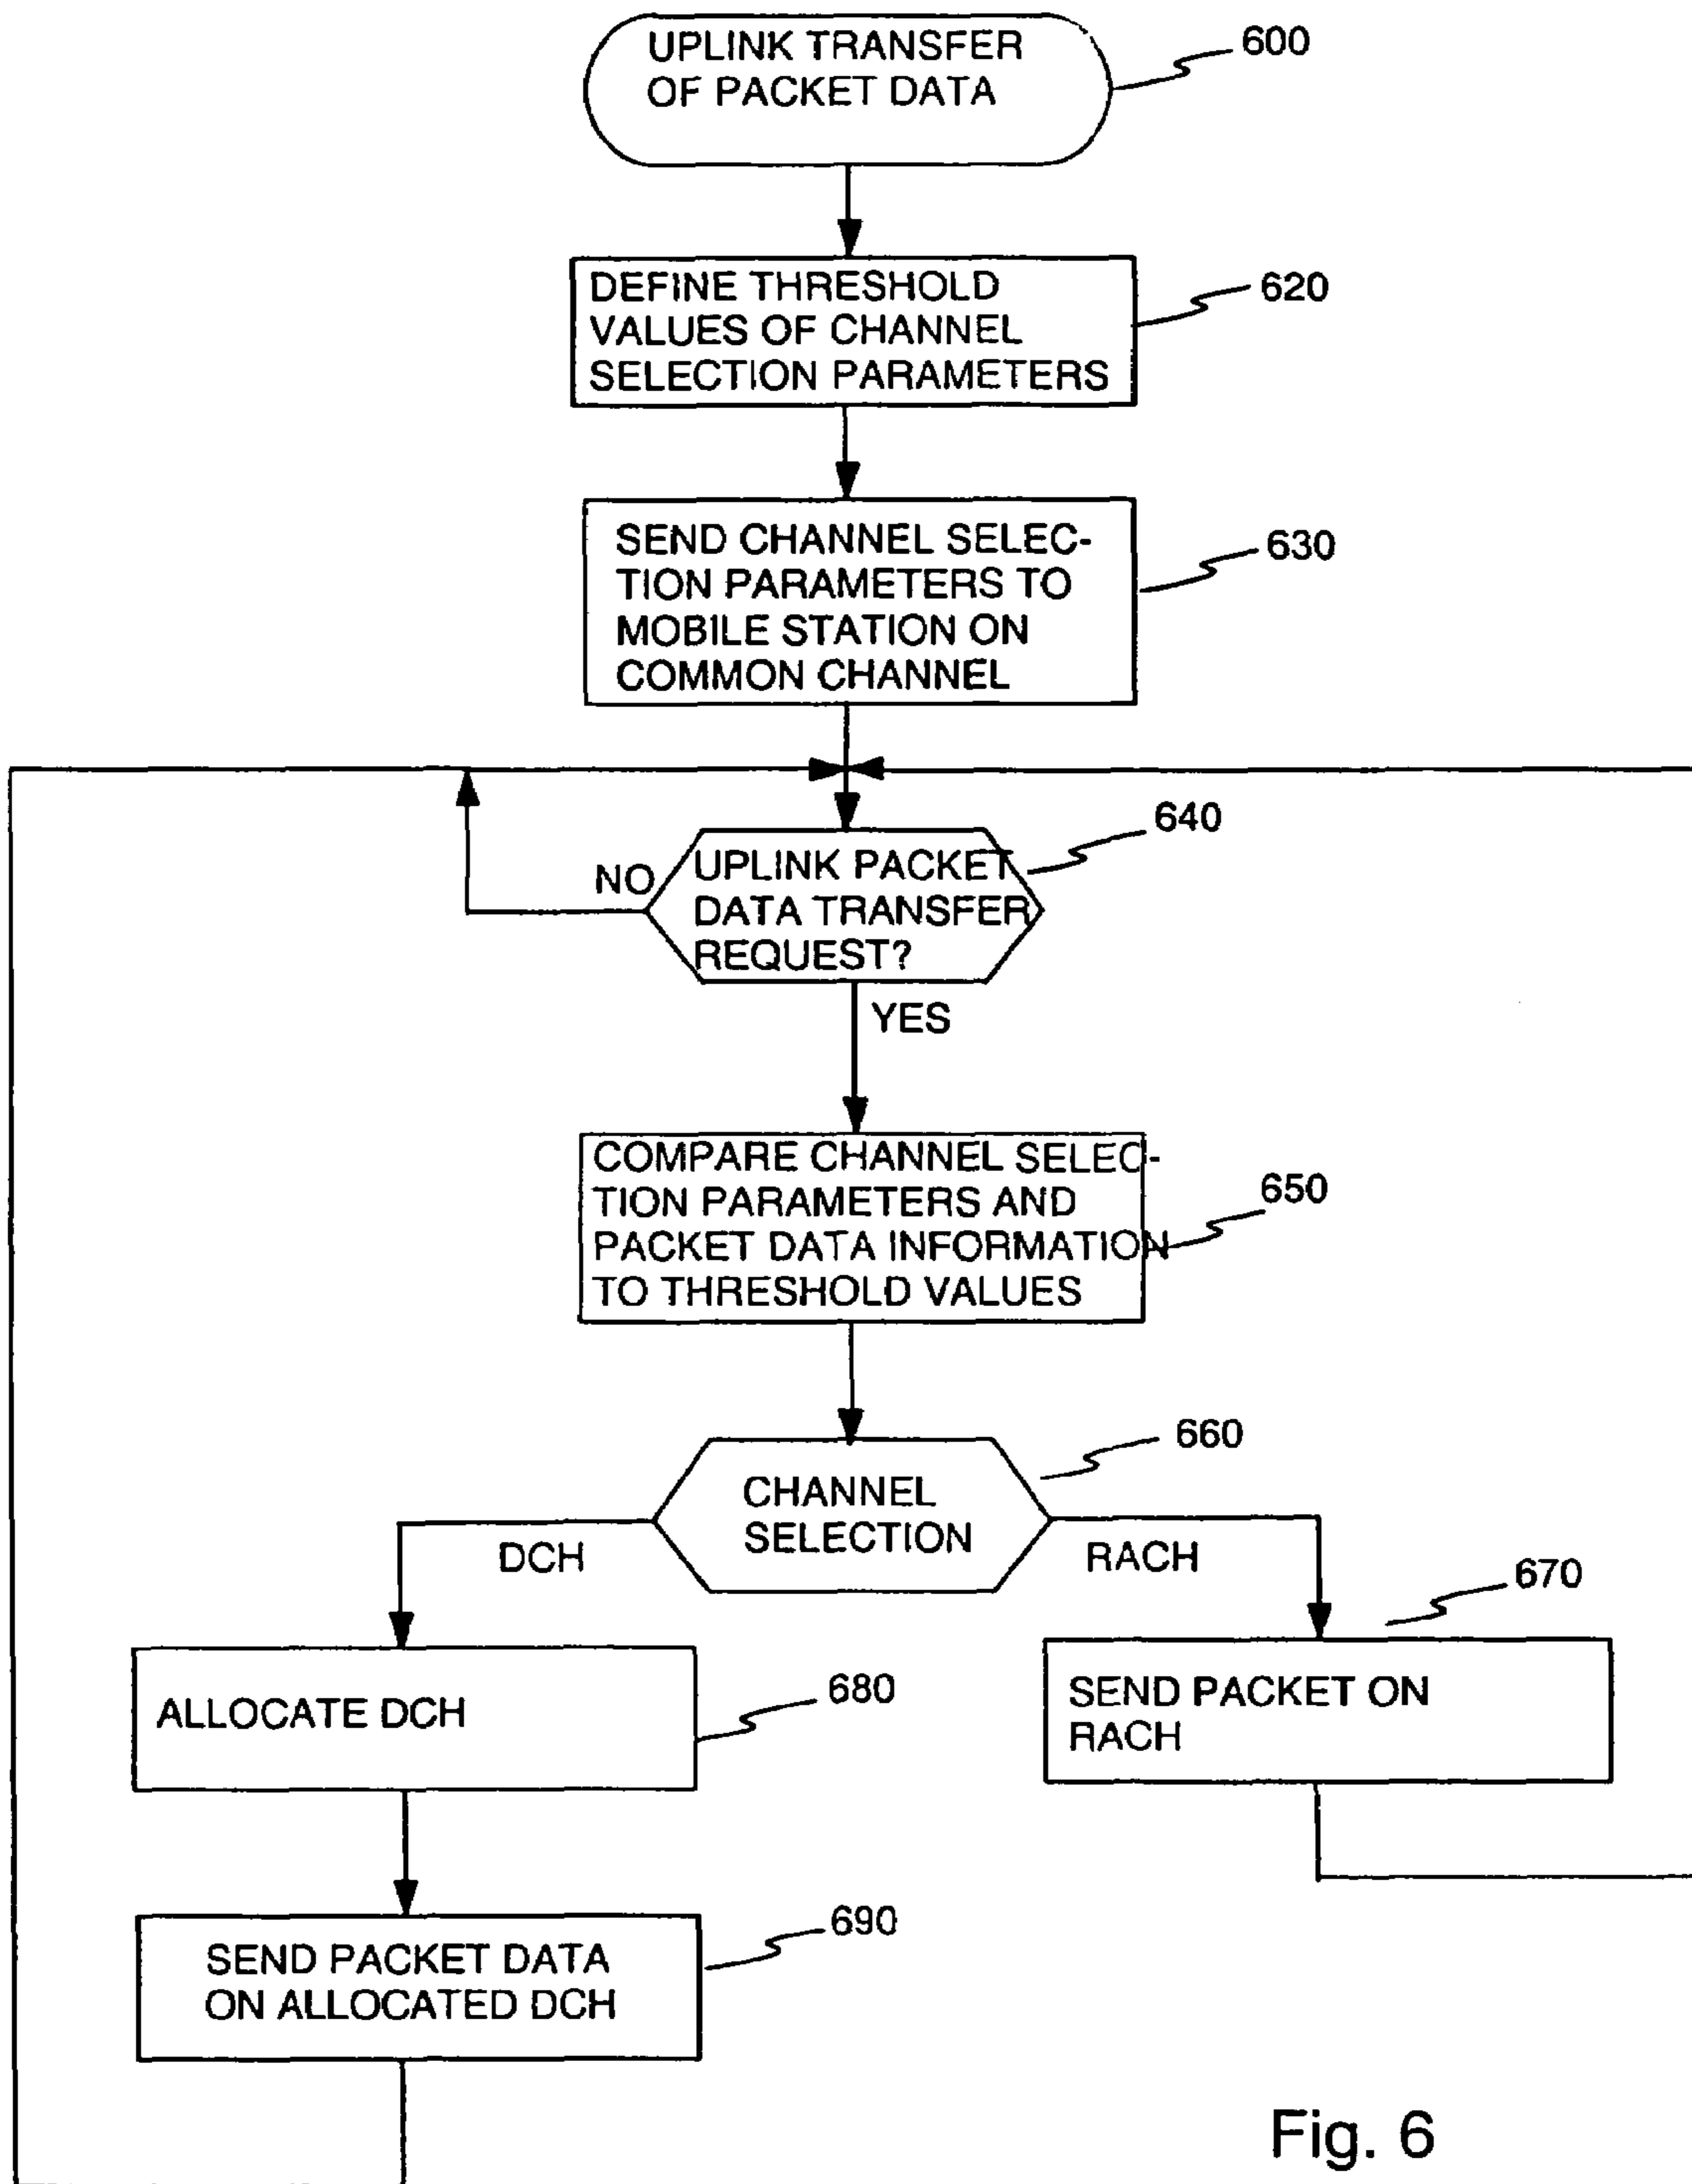 UPLINK TRANSFER
OF PACKET DATA
600
DEFINE THRESHOLD
VALUES OF CHANNEL
SELECTION PARAMETERS
620
SEND CHANNEL SELEC-
TION PARAMETERS TO
MOBILE STATION ON
COMMON CHANNEL
630
640
NO
UPLINK PACKET
DATA TRANSFER
REQUEST?
YES
COMPARE CHANNEL SELEC-
TION PARAMETERS AND
PACKET DATA INFORMATION
TO THRESHOLD VALUES
650
660
CHANNEL
SELECTION
DCH
RACH
670
ALLOCATE DCH
680
SEND PACKET ON
RACH
690
SEND PACKET DATA
ON ALLOCATED DCH
Fig. 6